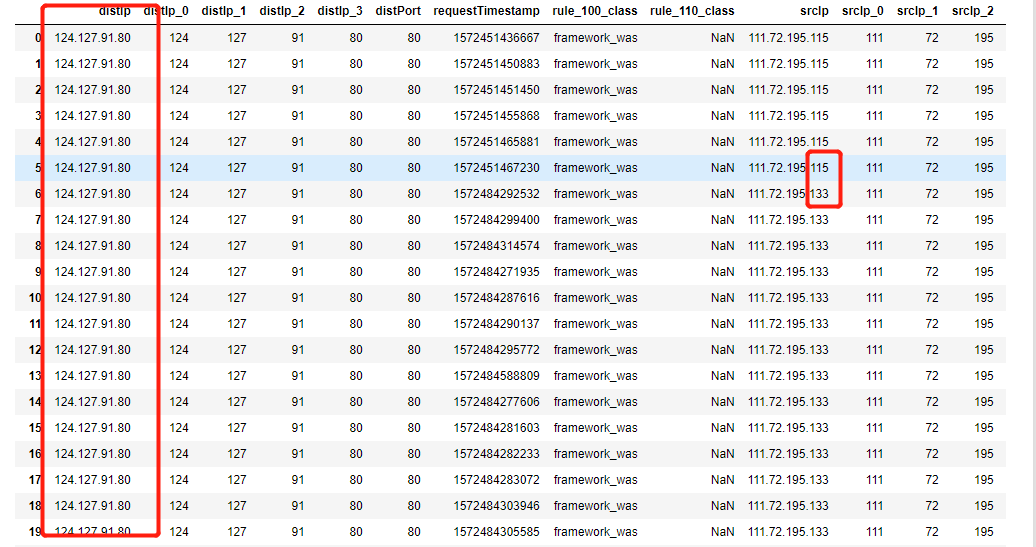 distIp distIp_0 distIp_1 distIp_2 distIp_3 distPort requestTimestamp rule_100_class rule_110_class srcIp srcIp_0 srcIp_1 srcIp_2
0 124.127.91.80 124 127 91 80 80 1572451436667 framework_was NaN 111.72.195.115 111 72 195
1 124.127.91.80 124 127 91 80 80 1572451450883 framework_was NaN 111.72.195.115 111 72 195
2 124.127.91.80 124 127 91 80 80 1572451451450 framework_was NaN 111.72.195.115 111 72 195
3 124.127.91.80 124 127 91 80 80 1572451455868 framework_was NaN 111.72.195.115 111 72 195
4 124.127.91.80 124 127 91 80 80 1572451465881 framework_was NaN 111.72.195.115 111 72 195
5 124.127.91.80 124 127 91 80 80 1572451467230 framework_was NaN 111.72.195.115 111 72 195
6 124.127.91.80 124 127 91 80 80 1572484292532 framework_was NaN 111.72.195.133 111 72 195
7 124.127.91.80 124 127 91 80 80 1572484299400 framework_was NaN 111.72.195.133 111 72 195
8 124.127.91.80 124 127 91 80 80 1572484314574 framework_was NaN 111.72.195.133 111 72 195
9 124.127.91.80 124 127 91 80 80 1572484271935 framework_was NaN 111.72.195.133 111 72 195
10 124.127.91.80 124 127 91 80 80 1572484287616 framework_was NaN 111.72.195.133 111 72 195
11 124.127.91.80 124 127 91 80 80 1572484290137 framework_was NaN 111.72.195.133 111 72 195
12 124.127.91.80 124 127 91 80 80 1572484295772 framework_was NaN 111.72.195.133 111 72 195
13 124.127.91.80 124 127 91 80 80 1572484588809 framework_was NaN 111.72.195.133 111 72 195
14 124.127.91.80 124 127 91 80 80 1572484277606 framework_was NaN 111.72.195.133 111 72 195
15 124.127.91.80 124 127 91 80 80 1572484281603 framework_was NaN 111.72.195.133 111 72 195
16 124.127.91.80 124 127 91 80 80 1572484282233 framework_was NaN 111.72.195.133 111 72 195
17 124.127.91.80 124 127 91 80 80 1572484283072 framework_was NaN 111.72.195.133 111 72 195
18 124.127.91.80 124 127 91 80 80 1572484303946 framework_was NaN 111.72.195.133 111 72 195
19 124.127.91.80 124 127 91 80 80 1572484305585 framework_was NaN 111.72.195.133 111 72 195